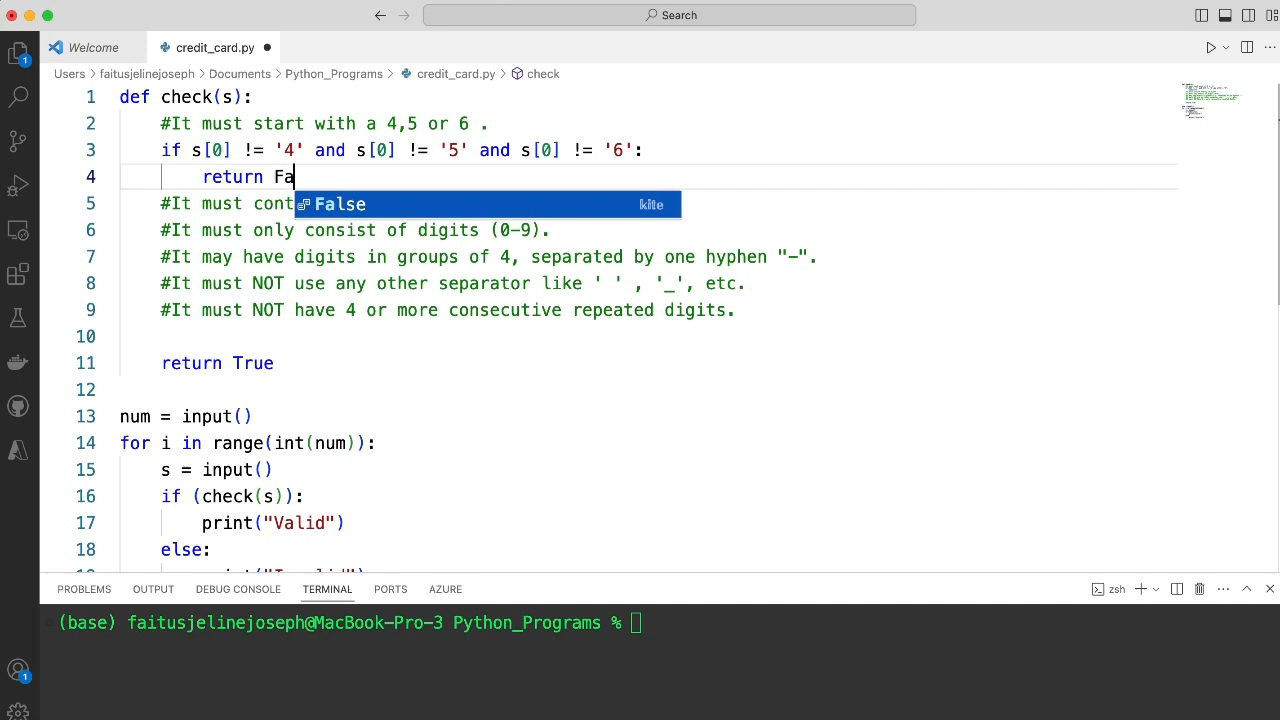 Search
Welcome
credit_card.py
Users > faitusjelinejoseph > Documents > Python_Programs > credit_card.py > check
1 def check(s):
2 #It must start with a 4,5 or 6 .
3 if s[0] != '4' and s[0] != '5' and s[0] != '6':
4 return Fa
False kite
5 #It must cont
6 #It must only consist of digits (0-9).
7 #It may have digits in groups of 4, separated by one hyphen "-".
8 #It must NOT use any other separator like ' ' , '_', etc.
9 #It must NOT have 4 or more consecutive repeated digits.
10
11 return True
12
13 num = input()
14 for i in range(int(num)):
15 s = input()
16 if (check(s)):
17 print("Valid")
18 else:
PROBLEMS OUTPUT DEBUG CONSOLE TERMINAL PORTS AZURE zsh
(base) faitusjelinejoseph@MacBook-Pro-3 Python_Programs %
1
1